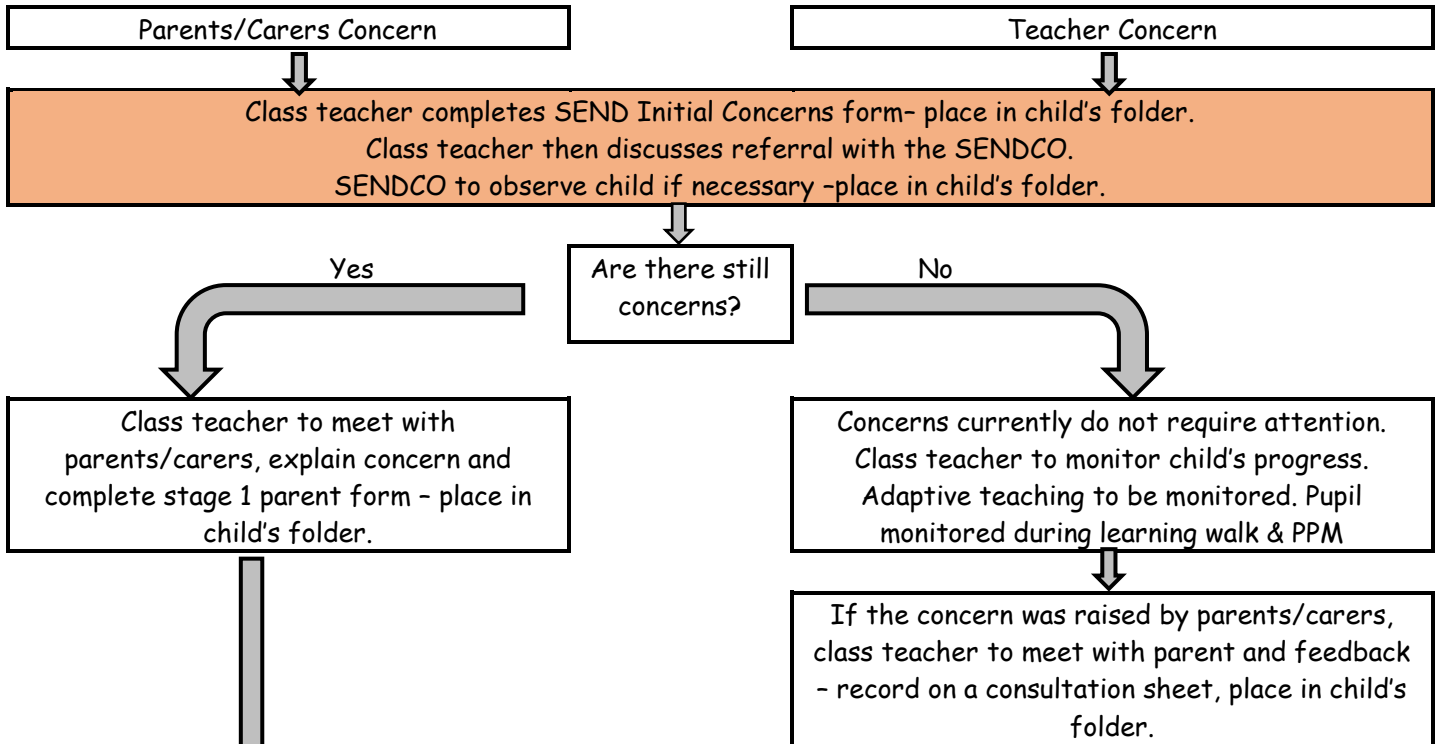 Parents/Carers Concern
Teacher Concern
Class teacher completes SEND Initial Concerns form– place in child's folder.
Class teacher then discusses referral with the SENDCO.
SENDCO to observe child if necessary –place in child's folder.
Yes
Are there still
concerns?
No
Class teacher to meet with
parents/carers, explain concern and
complete stage 1 parent form – place in
child's folder.
Concerns currently do not require attention.
Class teacher to monitor child's progress.
Adaptive teaching to be monitored. Pupil
monitored during learning walk & PPM
If the concern was raised by parents/carers,
class teacher to meet with parent and feedback
– record on a consultation sheet, place in child's
folder.